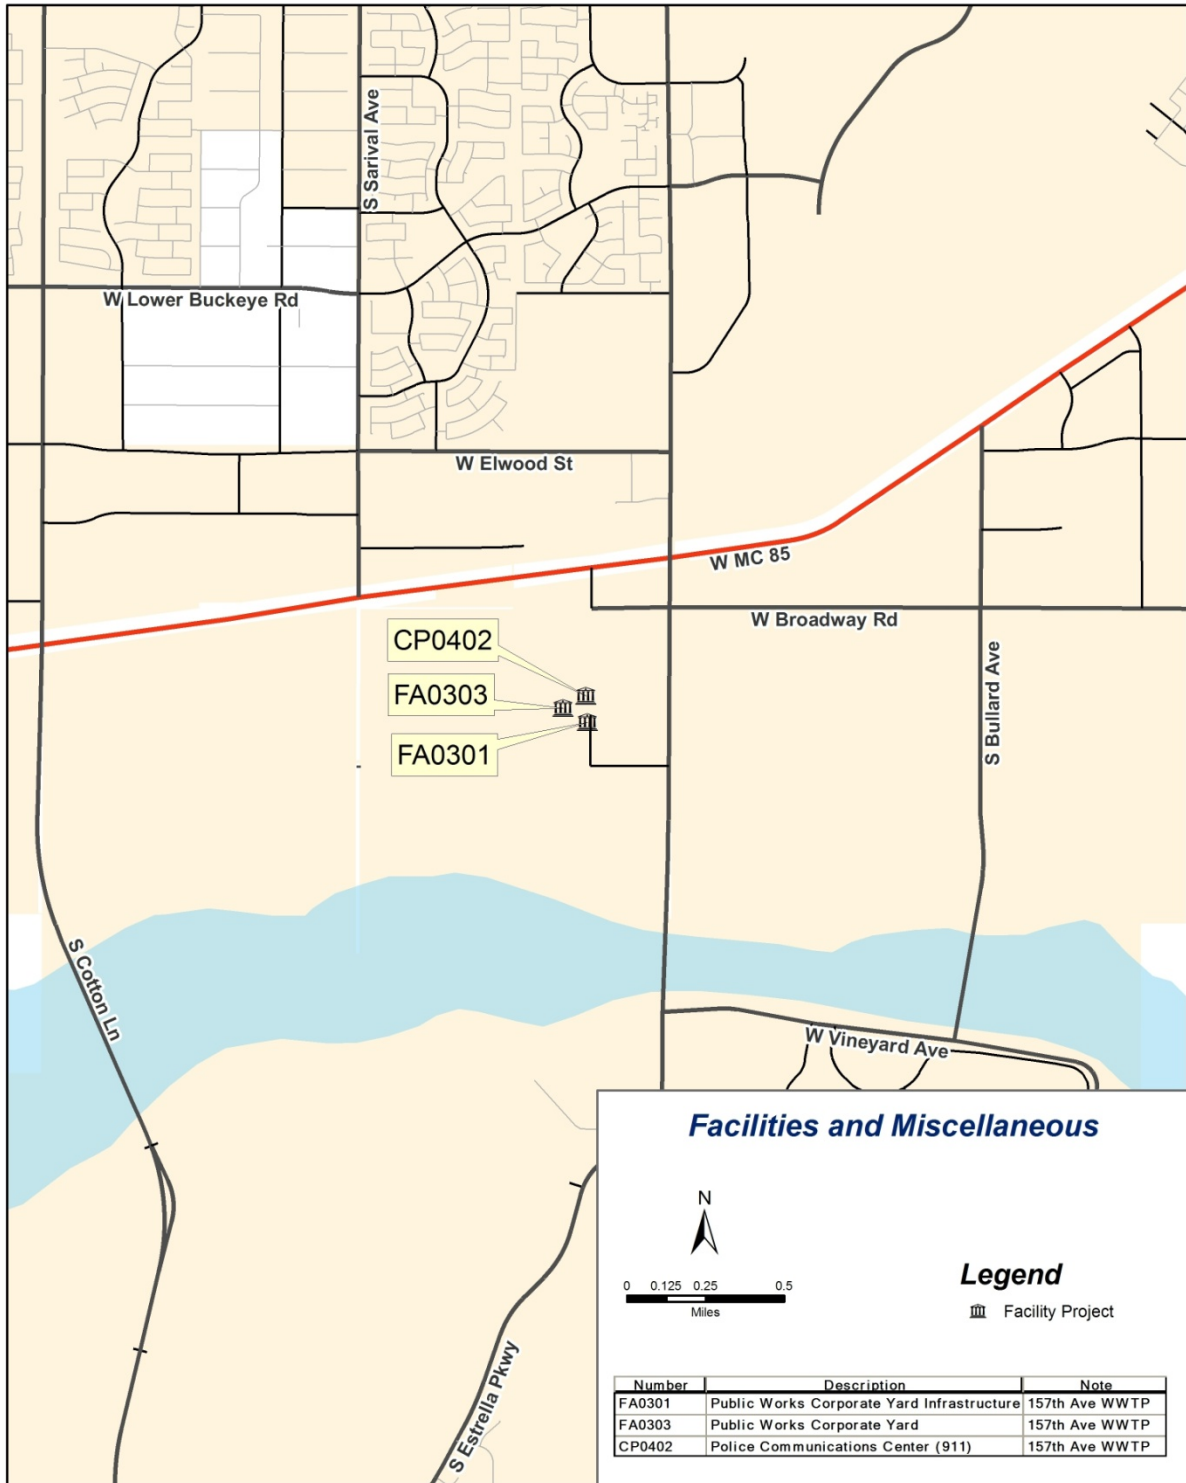 S Sarival Ave
W Lower Buckeye Rd
W Elwood St
W MC 85
W Broadway Rd
CP0402
FA0303
FA0301
S Bullard Ave
S Cotton Ln
W Vineyard Ave
S Estrella Pkwy
Facilities and Miscellaneous
N
0 0.125 0.25 0.5
Miles
Legend
Facility Project
Number Description Note
FA0301 Public Works Corporate Yard Infrastructure 157th Ave WWTP
FA0303 Public Works Corporate Yard 157th Ave WWTP
CP0402 Police Communications Center (911) 157th Ave WWTP